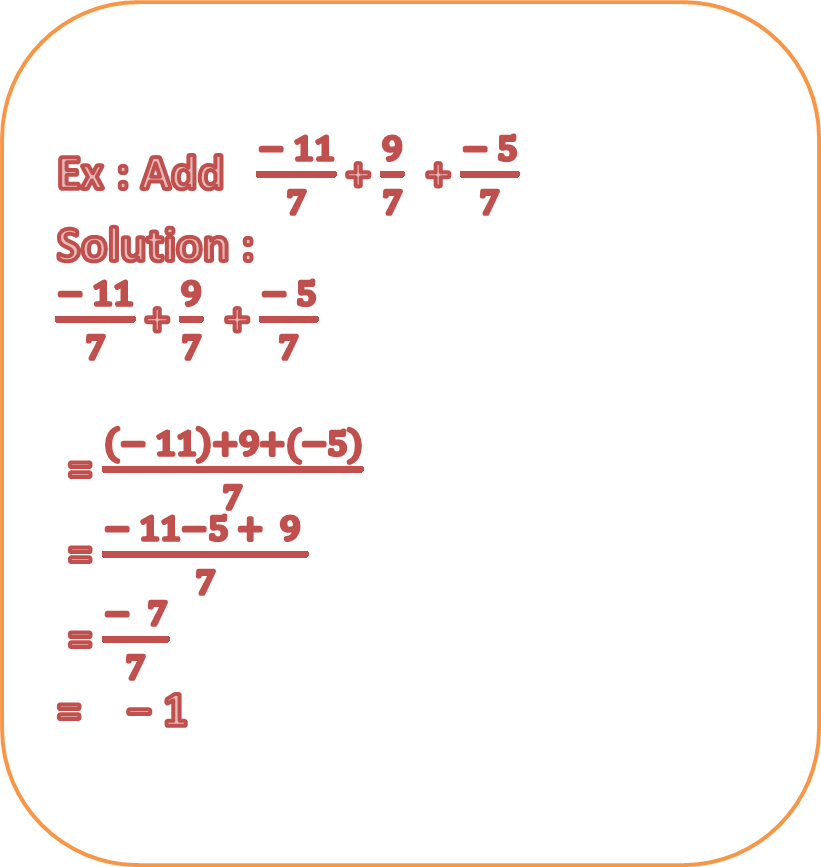 Ex : Add −11/7 + 9/7 + −5/7
Solution :
−11/7 + 9/7 + −5/7
= (−11)+9+(−5)/7
= −11−5+ 9/7
= − 7/7
= −1